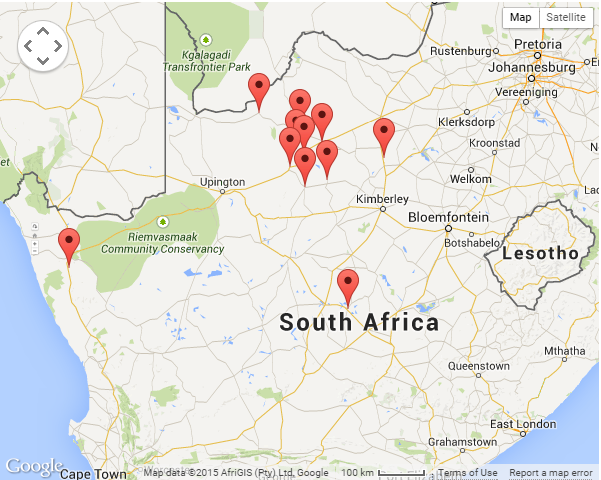 Map Satellite
Kgalagadi
Transfrontier Park
Rustenburg
Pretoria
Johannesburg
Vereeniging
Klerksdorp
Kroonstad
Welkom
Upington
Kimberley
Bloemfontein
Botshabelo
Lesotho
Riemvasmaak
Community Conservancy
South Africa
Mthatha
Queenstown
East London
Grahamstown
Cape Town
Google
Map data ©2015 AfriGIS (Pty) Ltd, Google 100 km Terms of Use Report a map error